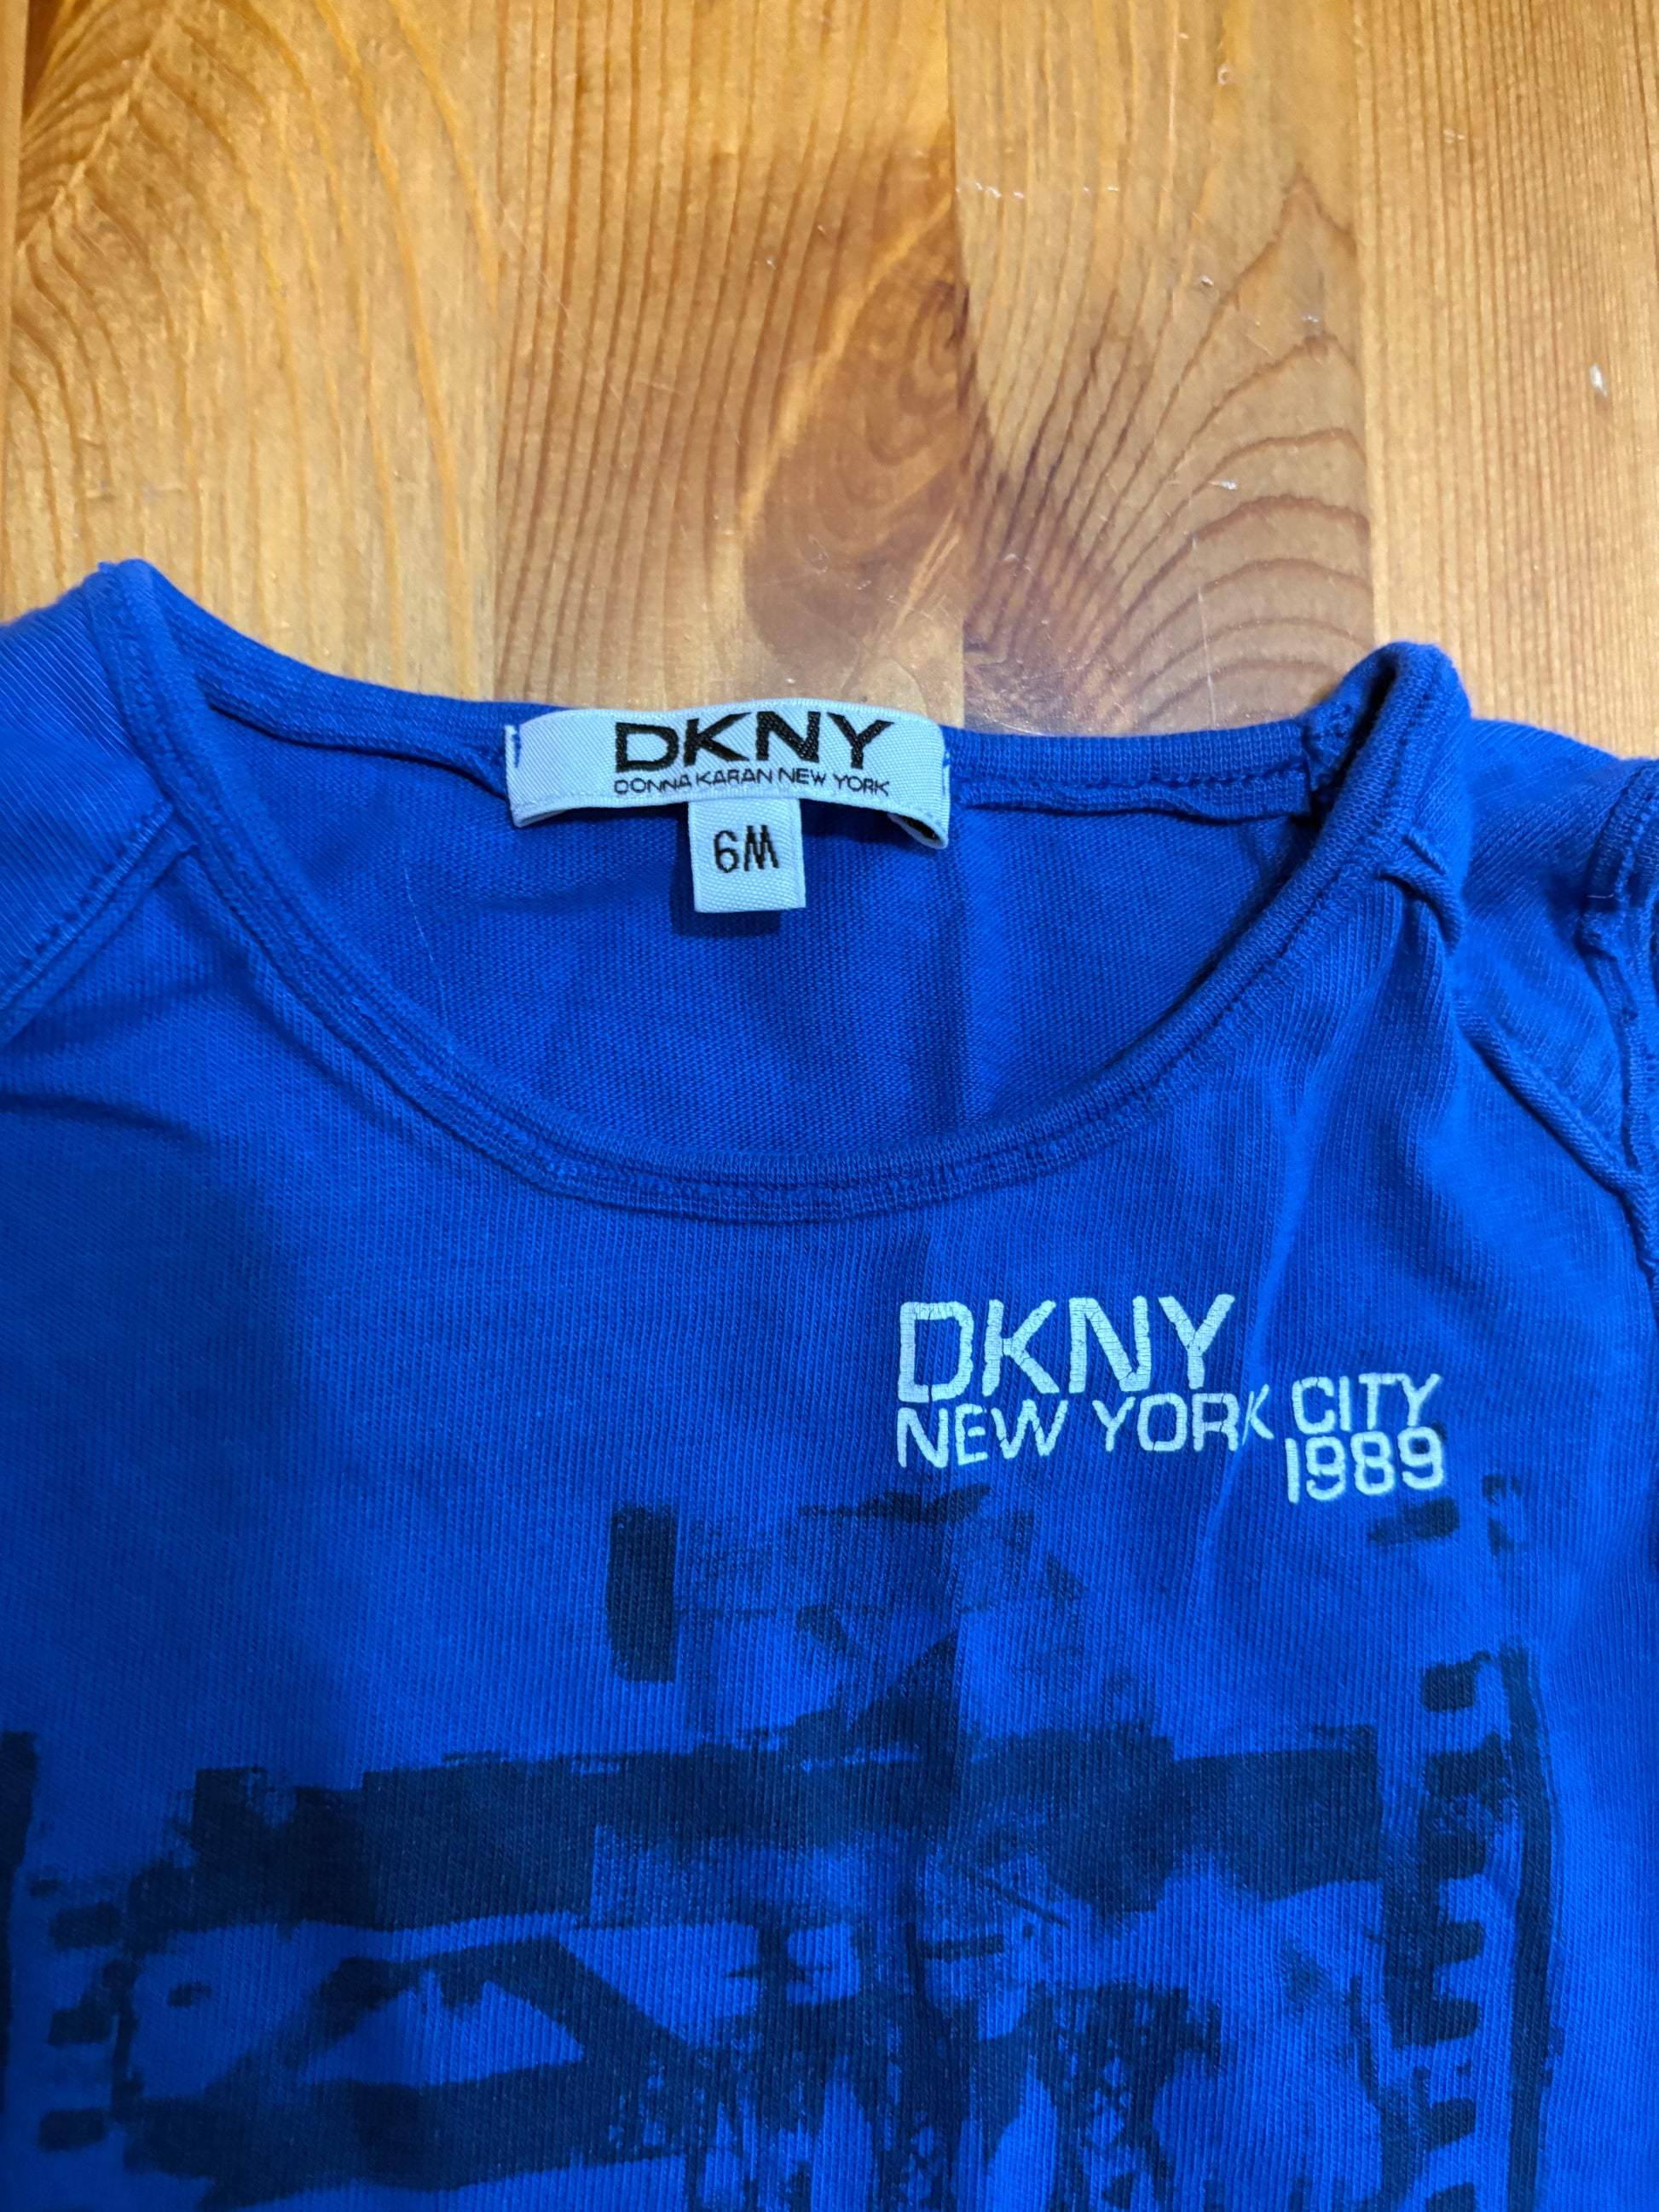 DKNY
DONNA KARAN NEW YORK
6M
DKNY
NEW YORK CITY
1989